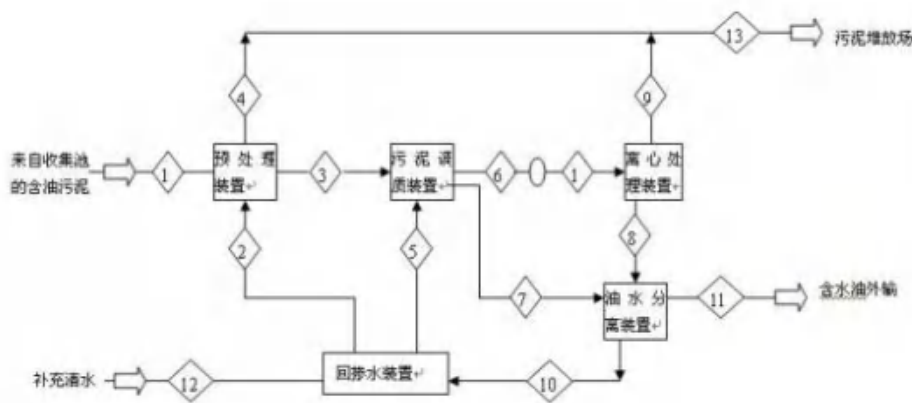 13
污泥堆放场
4
9
来自收集池
的含油污泥
1
预处理
装置
3
污泥调
质装置
6
1
离心处
理装置
2
5
8
7
油水分
离装置
11
含水油外输
补充清水
12
回掺水装置
10